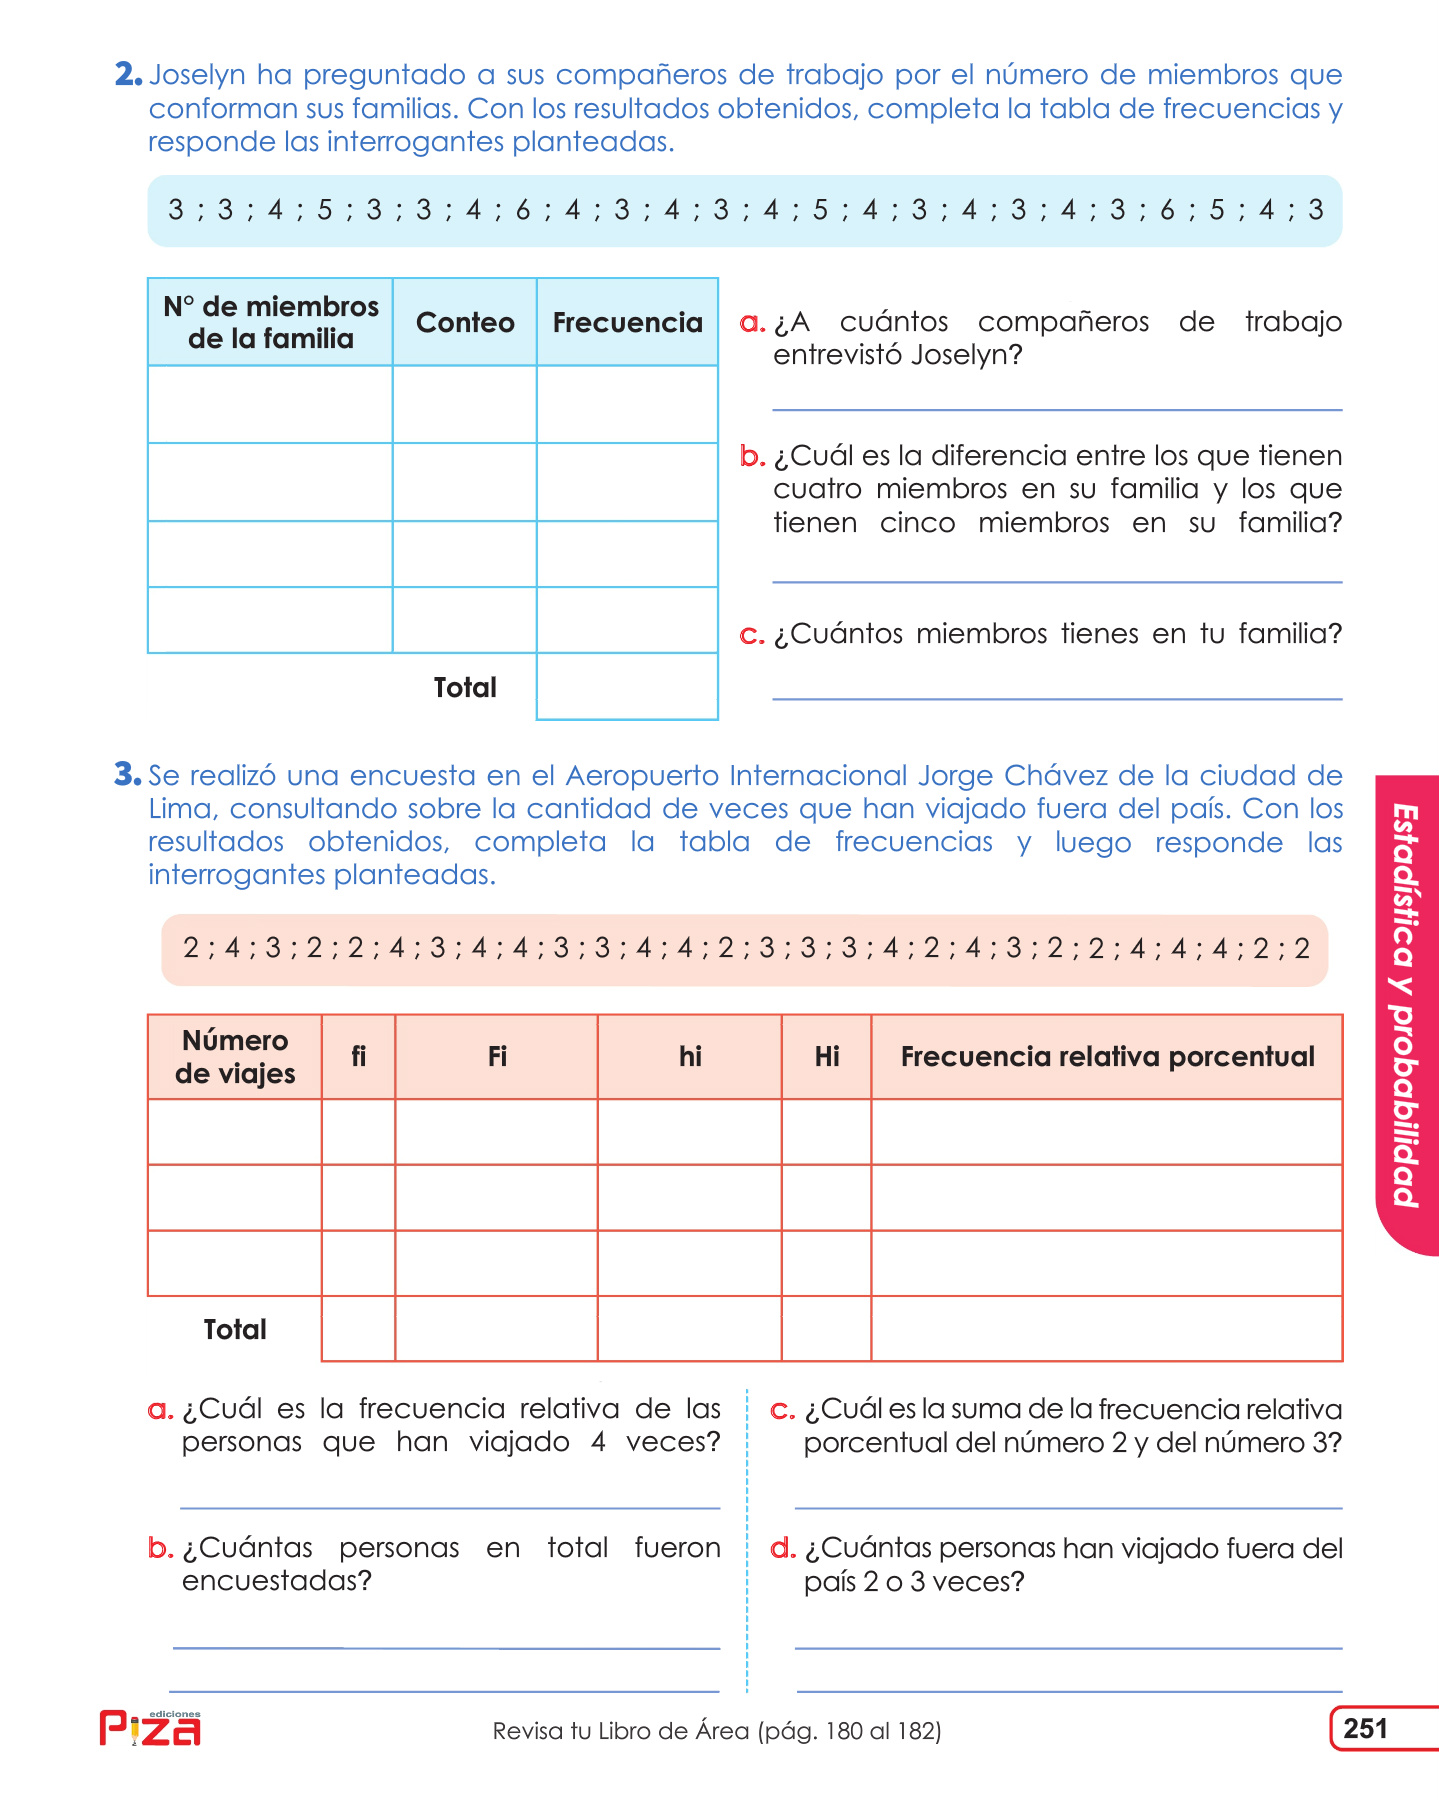 2. Joselyn ha preguntado a sus compañeros de trabajo por el número de miembros que
conforman sus familias. Con los resultados obtenidos, completa la tabla de frecuencias y
responde las interrogantes planteadas.
3 ; 3 ; 4 ; 5 ; 3 ; 3 ; 4 ; 6 ; 4 ; 3 ; 4 ; 3 ; 4 ; 5 ; 4 ; 3 ; 4 ; 3 ; 4 ; 3 ; 6 ; 5 ; 4 ; 3
N° de miembros
de la familia
Conteo
Frecuencia
Total
a. ¿A cuántos compañeros de trabajo
entrevistó Joselyn?
b. ¿Cuál es la diferencia entre los que tienen
cuatro miembros en su familia y los que
tienen cinco miembros en su familia?
c. ¿Cuántos miembros tienes en tu familia?
3. Se realizó una encuesta en el Aeropuerto Internacional Jorge Chávez de la ciudad de
Lima, consultando sobre la cantidad de veces que han viajado fuera del país. Con los
resultados obtenidos, completa la tabla de frecuencias y luego responde las
interrogantes planteadas.
2 ; 4 ; 3 ; 2 ; 2 ; 4 ; 3 ; 4 ; 4 ; 3 ; 3 ; 4 ; 4 ; 2 ; 3 ; 3 ; 3 ; 4 ; 2 ; 4 ; 3 ; 2 ; 2 ; 4 ; 4 ; 4 ; 2 ; 2
Número
de viajes
fi
Fi
hi
Hi
Frecuencia relativa porcentual
Total
a. ¿Cuál es la frecuencia relativa de las
personas que han viajado 4 veces?
b. ¿Cuántas personas en total fueron
encuestadas?
c. ¿Cuál es la suma de la frecuencia relativa
porcentual del número 2 y del número 3?
d. ¿Cuántas personas han viajado fuera del
país 2 o 3 veces?
Estadística y probabilidad
ediciones
Piza
Revisa tu Libro de Área (pág. 180 al 182)
251